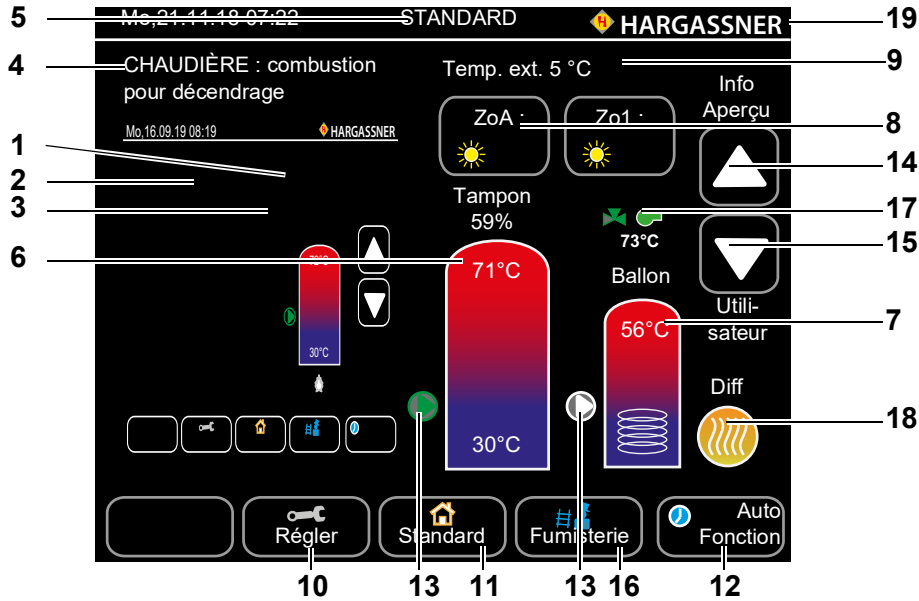 5
Mo,21.11.18 07:22
STANDARD
HARGASSNER
19
4
CHAUDIÈRE : combustion
pour décendrage
Temp. ext. 5 °C
9
Info
Aperçu
Mo,16.09.19 08:19
HARGASSNER
ZoA :
Zo1 :
8
1
2
3
14
Tampon
59%
17
73°C
15
6
71°C
Ballon
56°C
Utili-
sateur
7
30°C
Diff
18
30°C
Régler
Standard
Fumisterie
Auto
Fonction
10
13
11
13
16
12